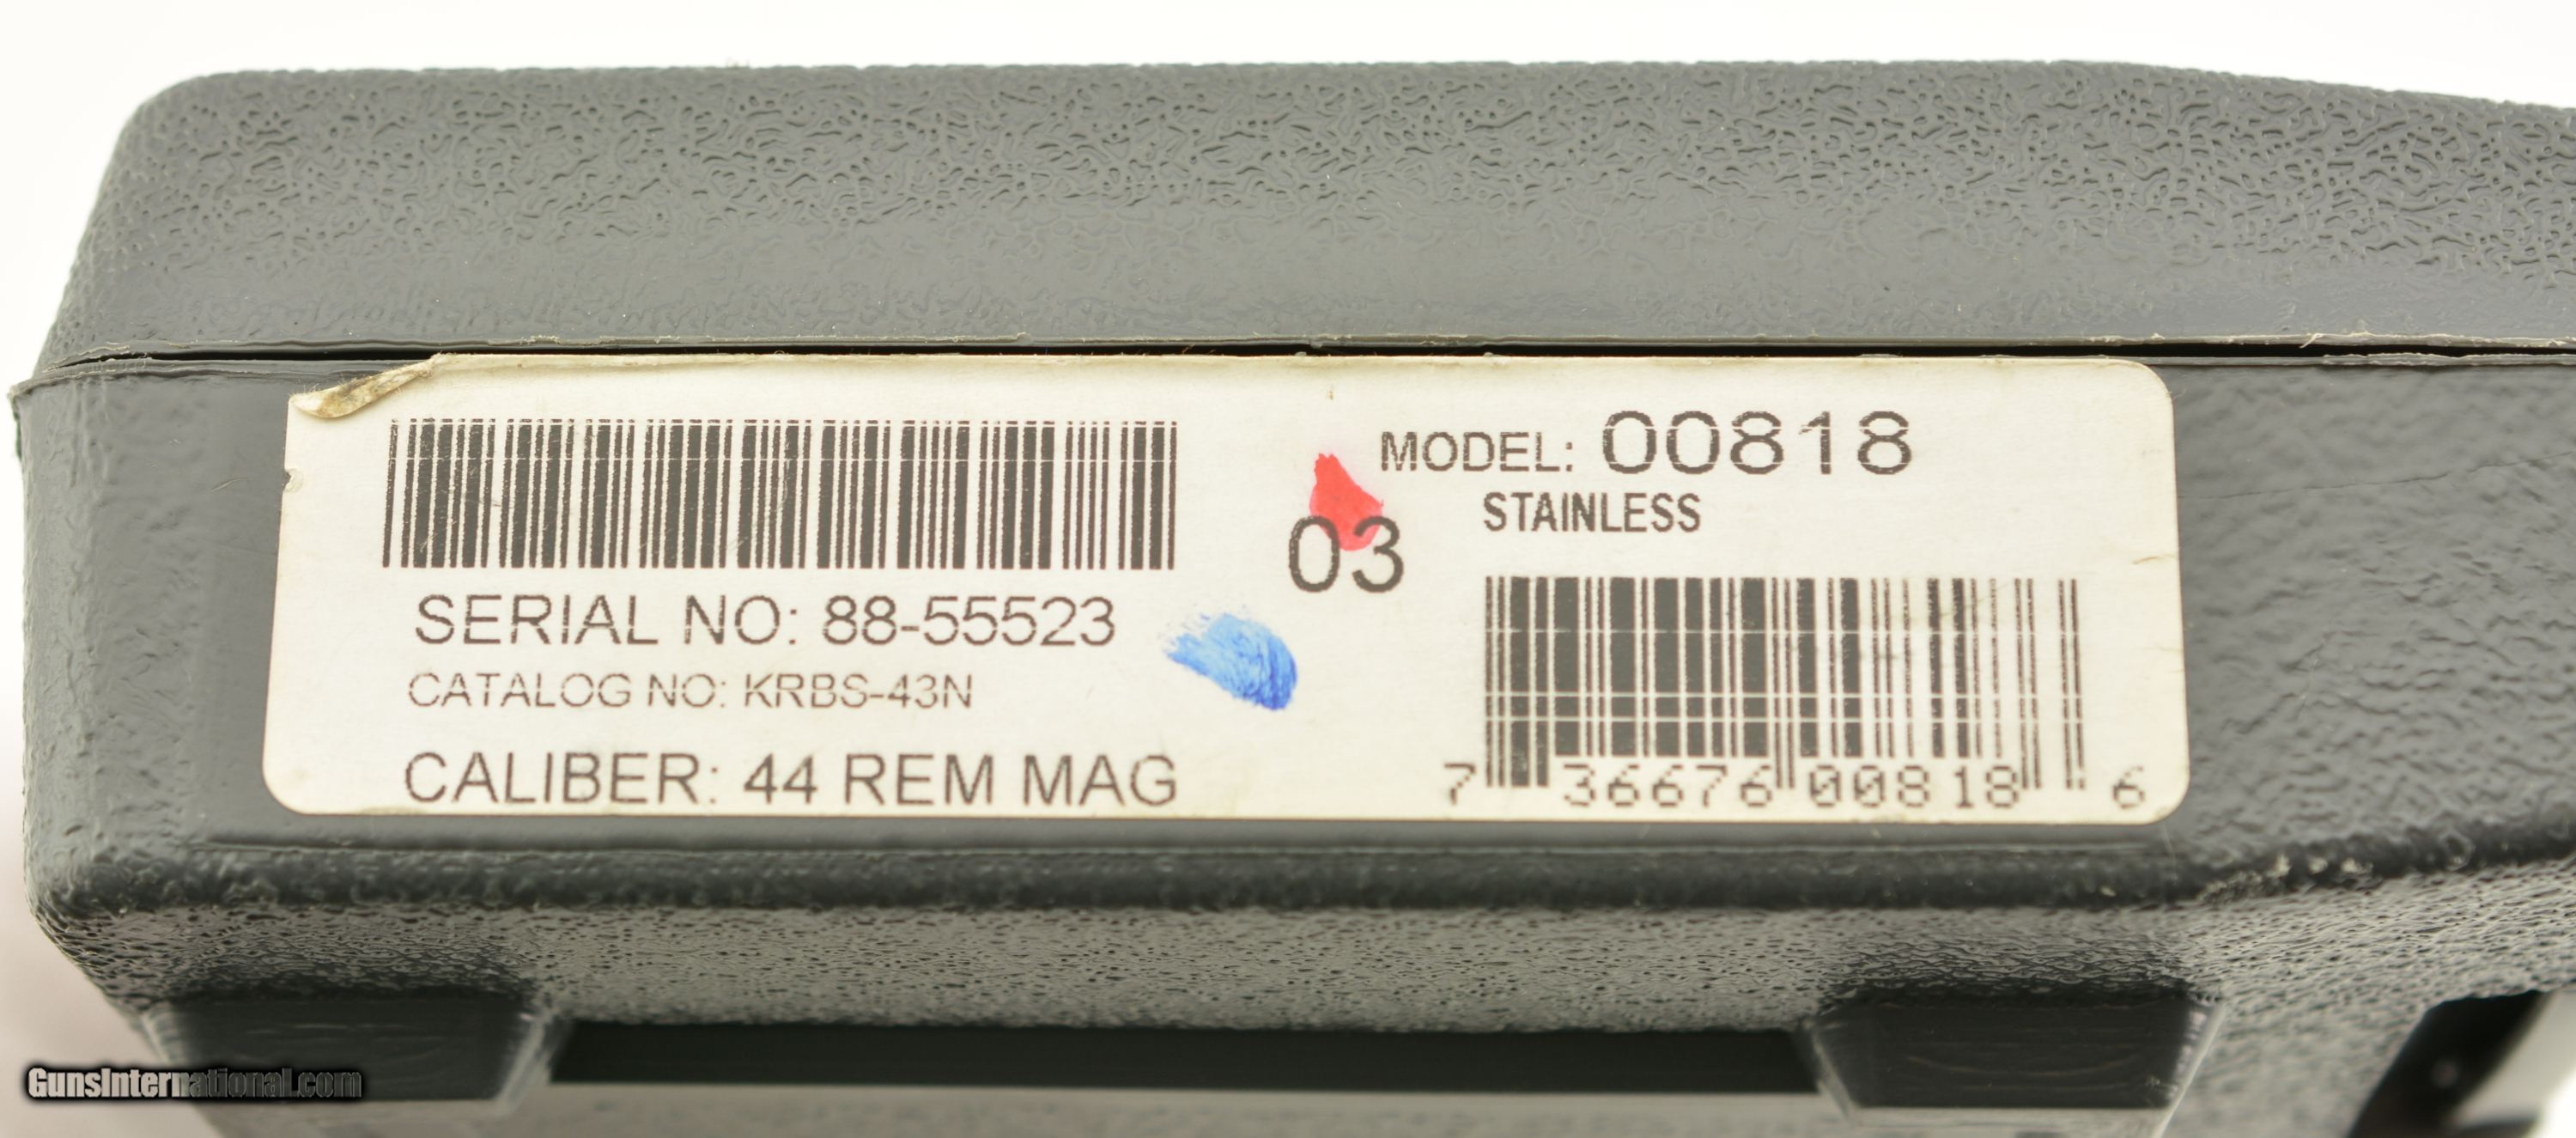 SERIAL NO: 88-55523
CATALOG NO: KRBS-43N
CALIBER: 44 REM MAG
03
MODEL: 00818
STAINLESS
7 36676 00818 6
GunsInternational.com